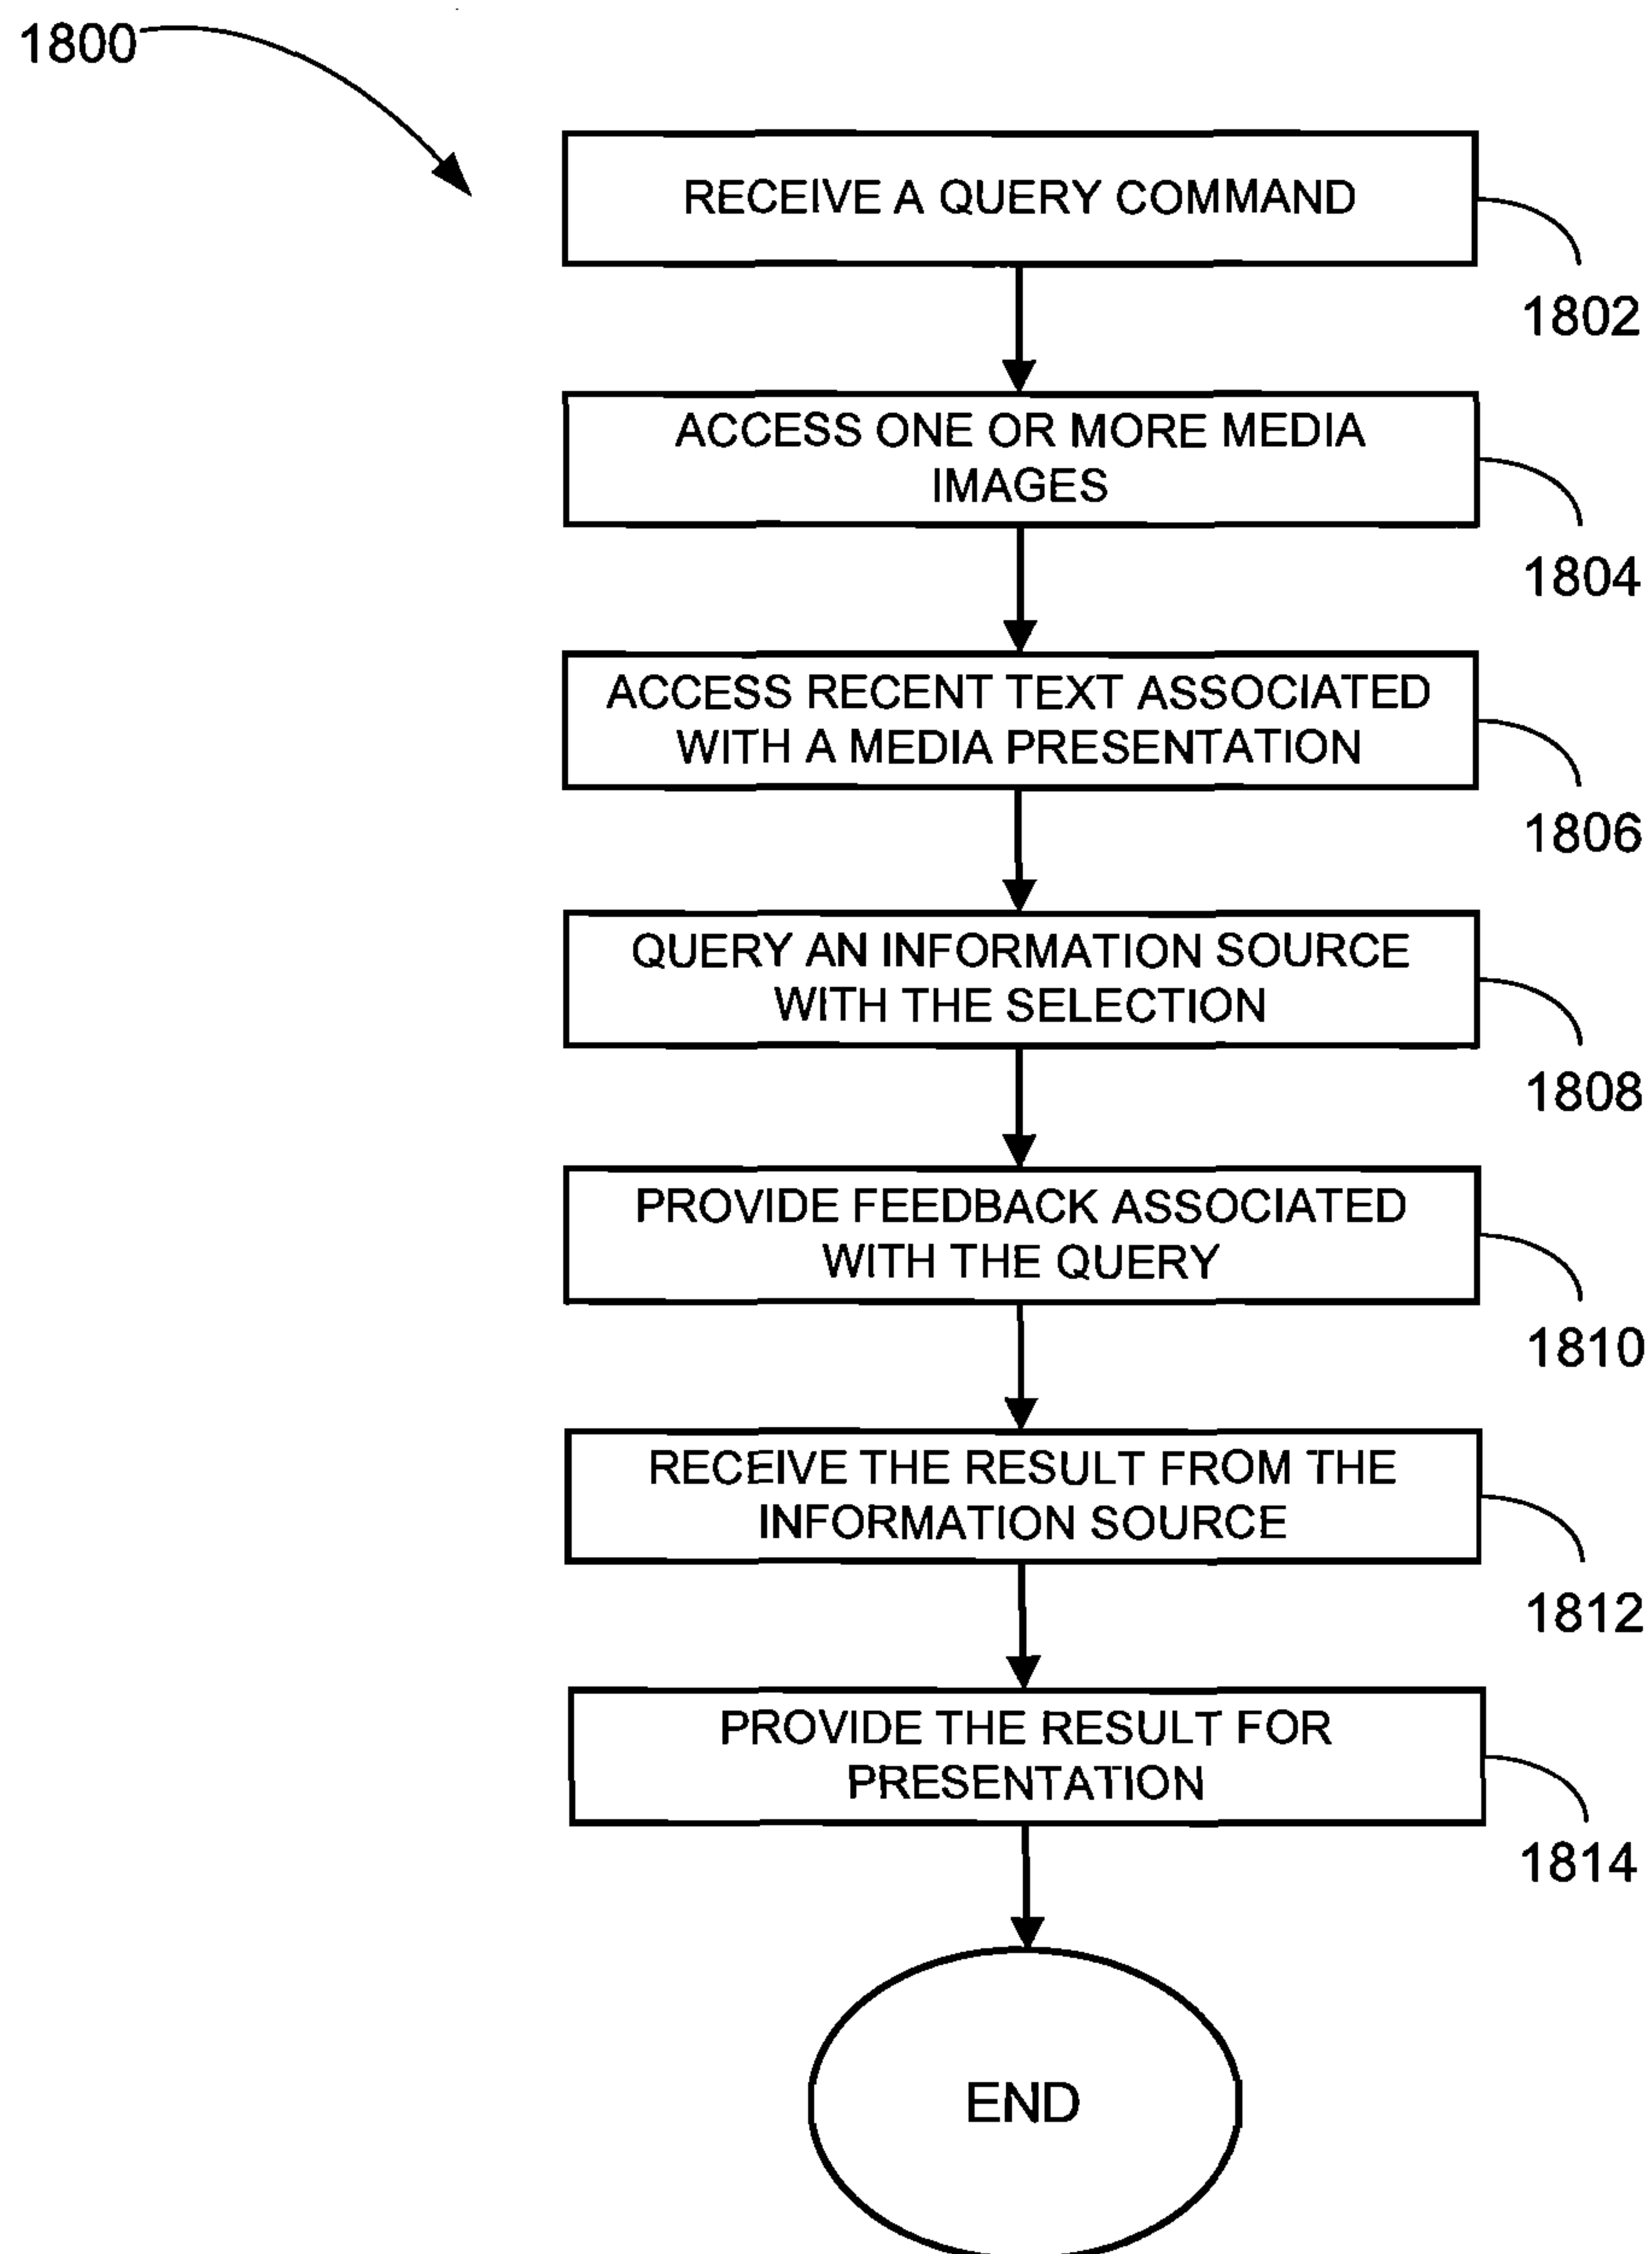 1800
RECEIVE A QUERY COMMAND
1802
ACCESS ONE OR MORE MEDIA
IMAGES
1804
ACCESS RECENT TEXT ASSOCIATED
WITH A MEDIA PRESENTATION
1806
QUERY AN INFORMATION SOURCE
WITH THE SELECTION
1808
PROVIDE FEEDBACK ASSOCIATED
WITH THE QUERY
1810
RECEIVE THE RESULT FROM THE
INFORMATION SOURCE
1812
PROVIDE THE RESULT FOR
PRESENTATION
1814
END